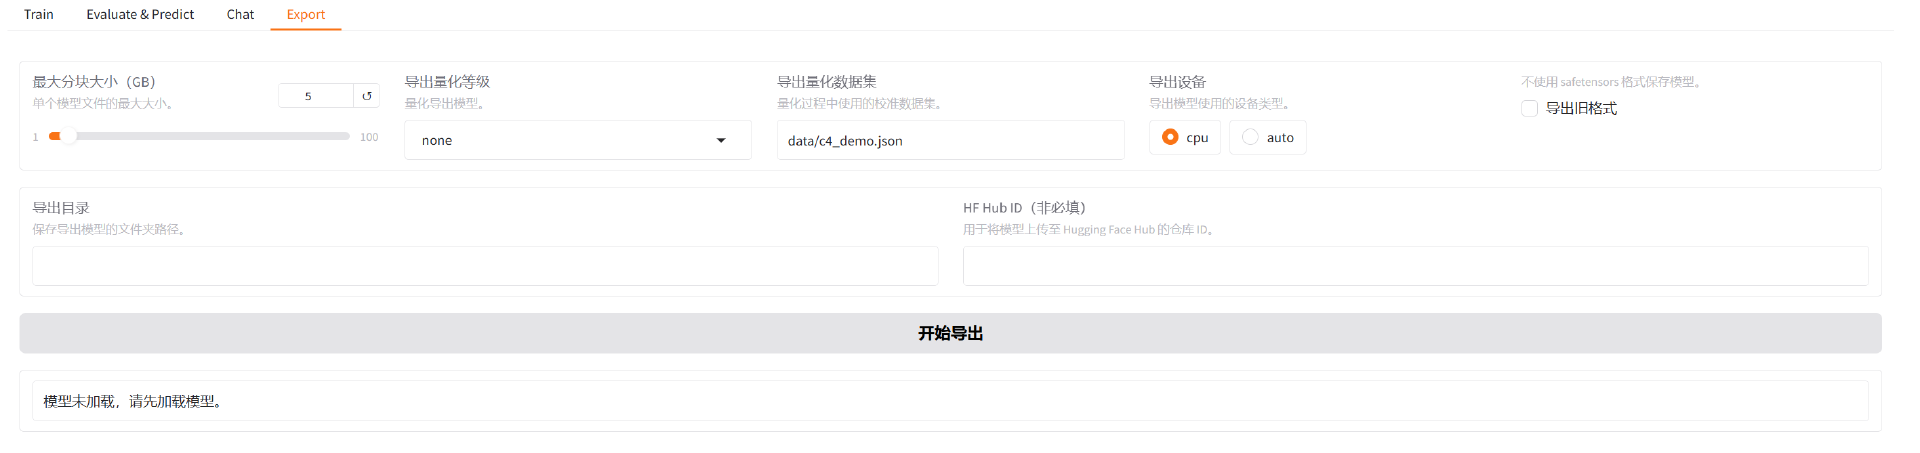 Train Evaluate & Predict Chat Export
最大分块大小（GB）
单个模型文件的最大大小。
5 ↺
1 100
导出量化等级
量化导出模型。
none
导出量化数据集
量化过程中使用的校准数据集。
data/c4_demo.json
导出设备
导出模型使用的设备类型。
cpu auto
不使用 safetensors 格式保存模型。
导出旧格式
导出目录
保存导出模型的文件夹路径。
HF Hub ID（非必填）
用于将模型上传至 Hugging Face Hub 的仓库 ID。
开始导出
模型未加载，请先加载模型。